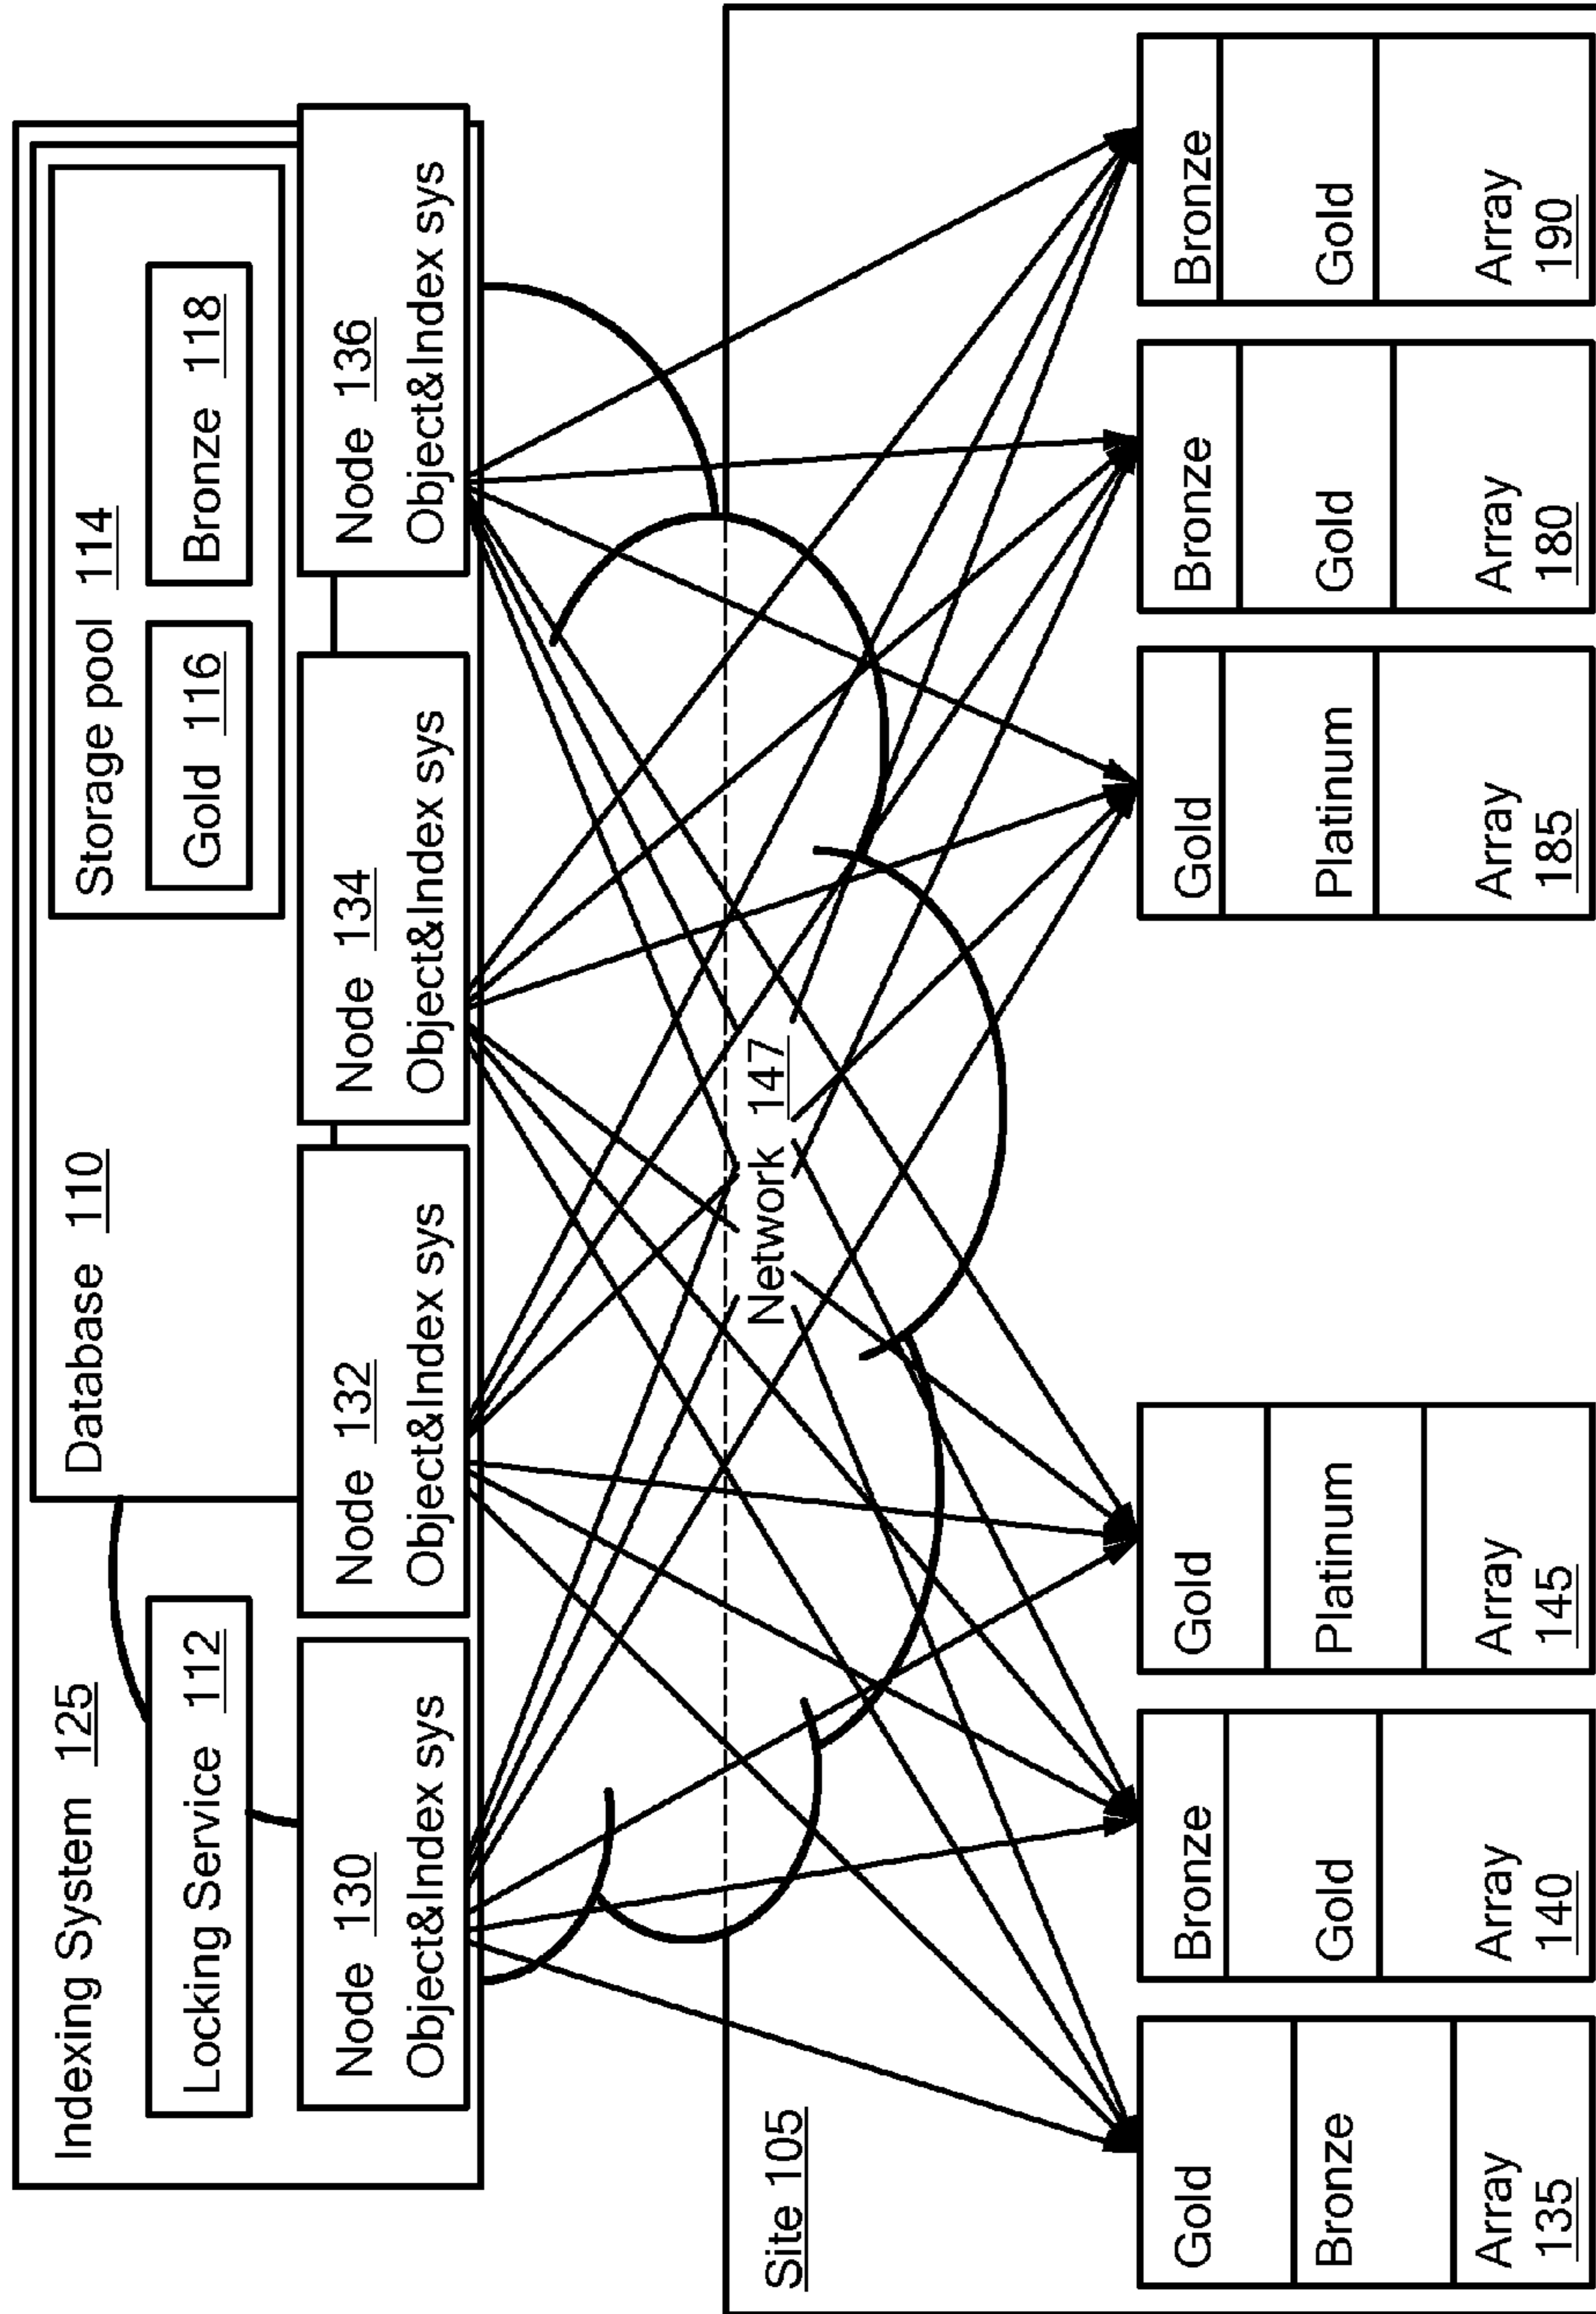 Indexing System 125
Database 110
Storage pool 114
Locking Service 112
Gold 116
Bronze 118
Node 130
Object&Index sys
Node 132
Object&Index sys
Node 134
Object&Index sys
Node 136
Object&Index sys
Network 147
Site 105
Gold
Bronze
Array
135
Bronze
Gold
Array
140
Gold
Platinum
Array
145
Gold
Platinum
Array
185
Bronze
Gold
Array
180
Bronze
Gold
Array
190